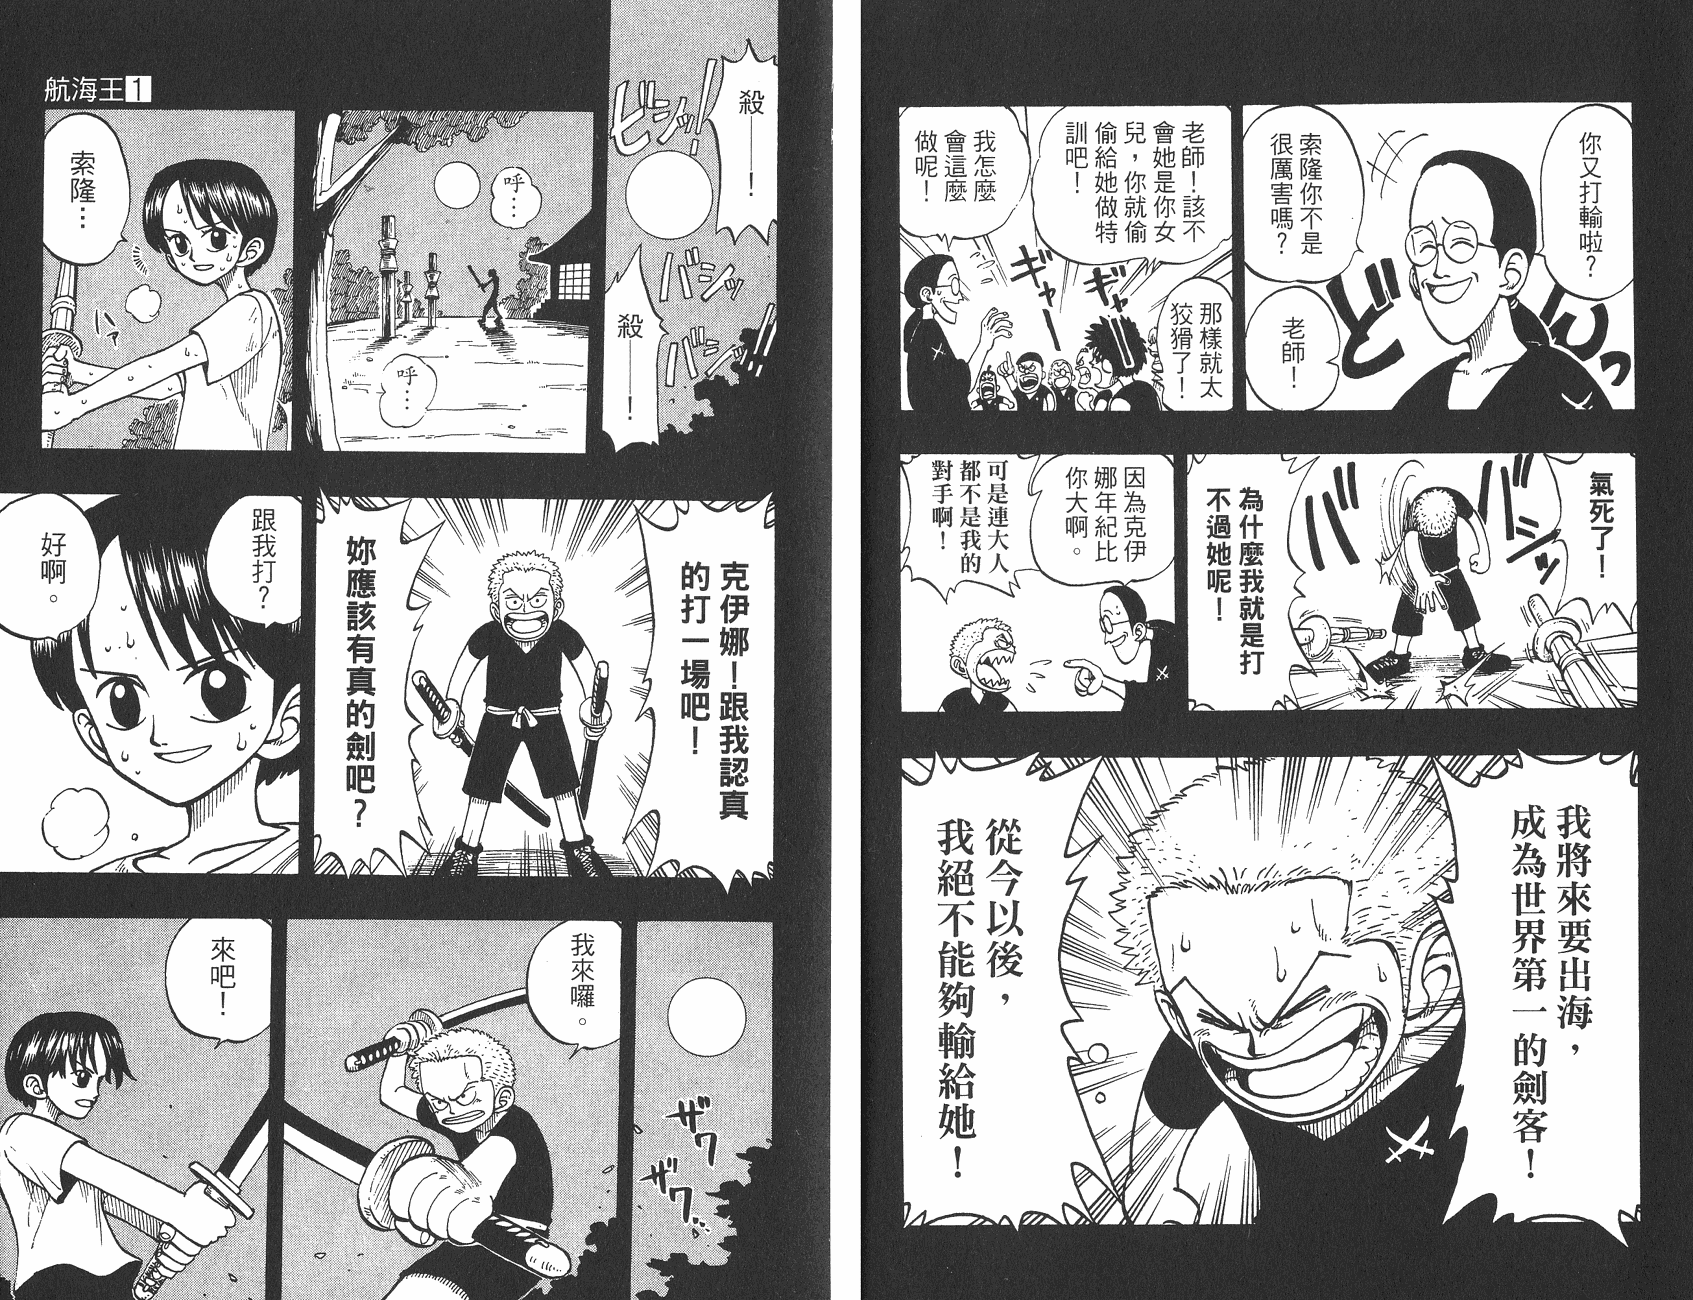 你又打輸啦？
索隆你不是
很厲害嗎？
老師！
ど
んっ
老師！該不
會她是你女
兒，你就偷
偷給她做特
訓吧！
我怎麼
會這麼
做呢！
那樣就太
狡猾了！
ギャー
ギャー
氣死了！
為什麼我就是打
不過她呢！
因為克伊
娜年紀比
你大啊。
可是連大人
都不是我的
對手啊！
我將來要出海，
成為世界第一的劍客！
從今以後，
我絕不能夠輸給她！
航海王1
殺——！
ビシッ！
バシッ
バシッ
殺——！
呼…
呼…
索隆…
ハァ
克伊娜！跟我認真
的打一場吧！
妳應該有真的劍吧？
跟我打？
好啊。
ザワ
ザワ…
我來囉。
來吧！